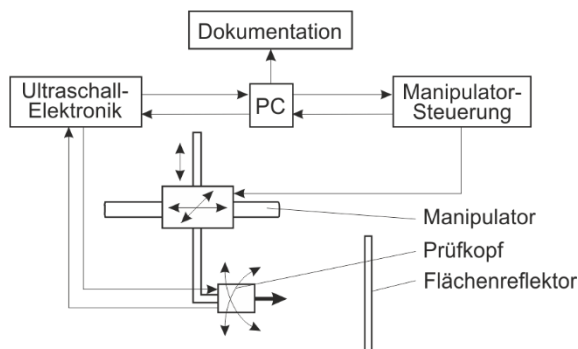 Dokumentation
Ultraschall-
Elektronik
PC
Manipulator-
Steuerung
Manipulator
Prüfkopf
Flächenreflektor